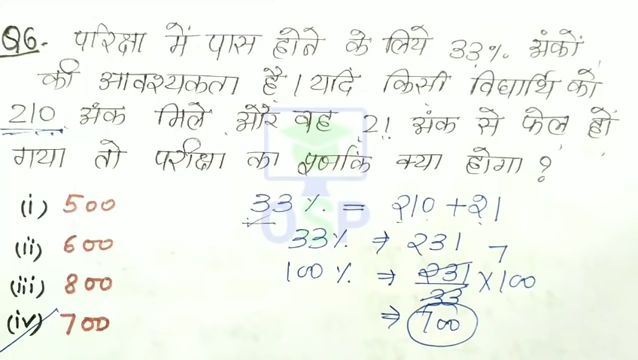 Q6. परिक्षा में पास होने के लिये 33% अंकों
की आवश्यकता है। यदि किसी विद्यार्थि को
210 अंक मिले और वह 21 अंक से फेल हो
गया तो परीक्षा का पूर्णांक क्या होगा?
(i) 500
(ii) 600
(iii) 800
(iv) 700
33% = 210 + 21
33% ⇒ 231
100% ⇒ 231/33 × 100
7
⇒ 700
USP